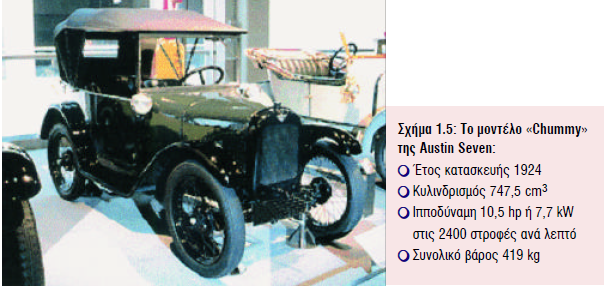 Σχήμα 1.5: Το μοντέλο «Chummy»
της Austin Seven:
Έτος κατασκευής 1924
Κυλινδρισμός 747,5 cm³
Ιπποδύναμη 10,5 hp ή 7,7 kW
στις 2400 στροφές ανά λεπτό
Συνολικό βάρος 419 kg